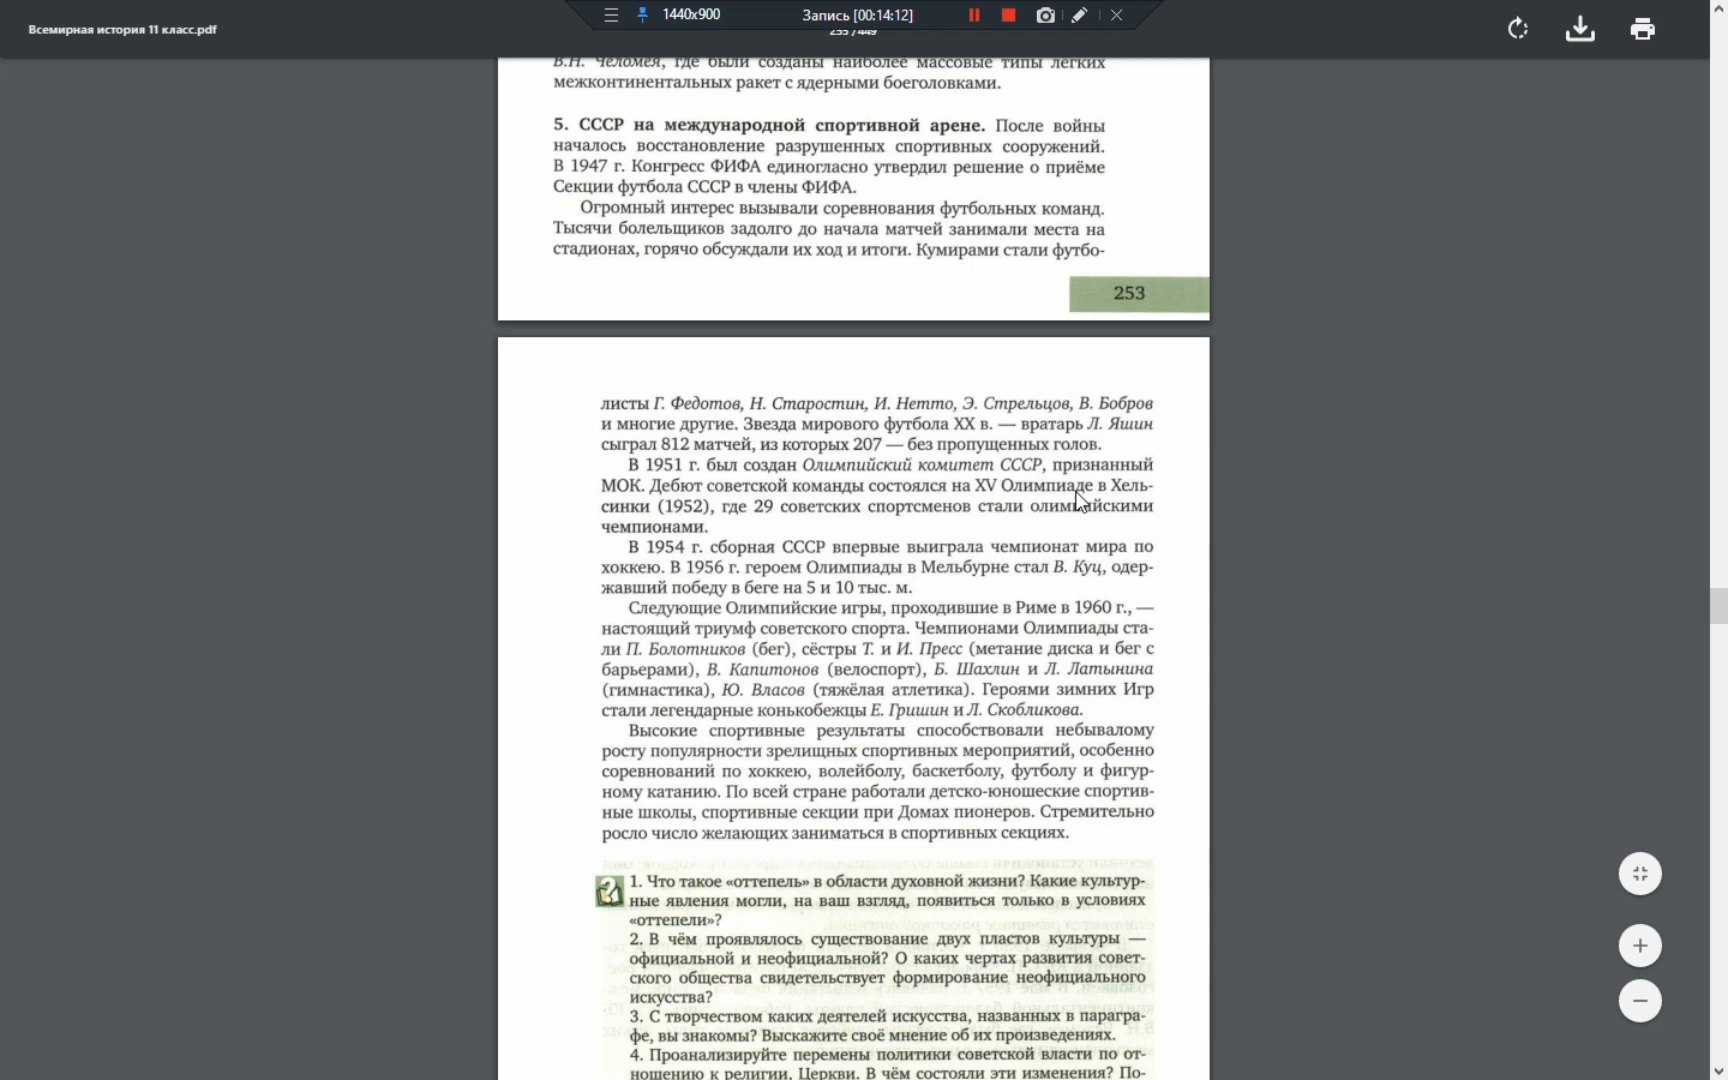 1440x900
Запись [00:14:12]
Всемирная история 11 класс.pdf
255 / 449
В.Н. Челомея, где были созданы наиболее массовые типы лёгких
межконтинентальных ракет с ядерными боеголовками.
5. СССР на международной спортивной арене. После войны
началось восстановление разрушенных спортивных сооружений.
В 1947 г. Конгресс ФИФА единогласно утвердил решение о приёме
Секции футбола СССР в члены ФИФА.
Огромный интерес вызывали соревнования футбольных команд.
Тысячи болельщиков задолго до начала матчей занимали места на
стадионах, горячо обсуждали их ход и итоги. Кумирами стали футбо-
253
листы Г. Федотов, Н. Старостин, И. Нетто, Э. Стрельцов, В. Бобров
и многие другие. Звезда мирового футбола XX в. — вратарь Л. Яшин
сыграл 812 матчей, из которых 207 — без пропущенных голов.
В 1951 г. был создан Олимпийский комитет СССР, признанный
МОК. Дебют советской команды состоялся на XV Олимпиаде в Хель-
синки (1952), где 29 советских спортсменов стали олимпийскими
чемпионами.
В 1954 г. сборная СССР впервые выиграла чемпионат мира по
хоккею. В 1956 г. героем Олимпиады в Мельбурне стал В. Куц, одер-
жавший победу в беге на 5 и 10 тыс. м.
Следующие Олимпийские игры, проходившие в Риме в 1960 г., —
настоящий триумф советского спорта. Чемпионами Олимпиады ста-
ли П. Болотников (бег), сёстры Т. и И. Пресс (метание диска и бег с
барьерами), В. Капитонов (велоспорт), Б. Шахлин и Л. Латынина
(гимнастика), Ю. Власов (тяжёлая атлетика). Героями зимних Игр
стали легендарные конькобежцы Е. Гришин и Л. Скобликова.
Высокие спортивные результаты способствовали небывалому
росту популярности зрелищных спортивных мероприятий, особенно
соревнований по хоккею, волейболу, баскетболу, футболу и фигур-
ному катанию. По всей стране работали детско-юношеские спортив-
ные школы, спортивные секции при Домах пионеров. Стремительно
росло число желающих заниматься в спортивных секциях.
1. Что такое «оттепель» в области духовной жизни? Какие культур-
ные явления могли, на ваш взгляд, появиться только в условиях
«оттепели»?
2. В чём проявлялось существование двух пластов культуры —
официальной и неофициальной? О каких чертах развития совет-
ского общества свидетельствует формирование неофициального
искусства?
3. С творчеством каких деятелей искусства, названных в парагра-
фе, вы знакомы? Выскажите своё мнение об их произведениях.
4. Проанализируйте перемены политики советской власти по от-
ношению к религии, Церкви. В чём состояли эти изменения? По-